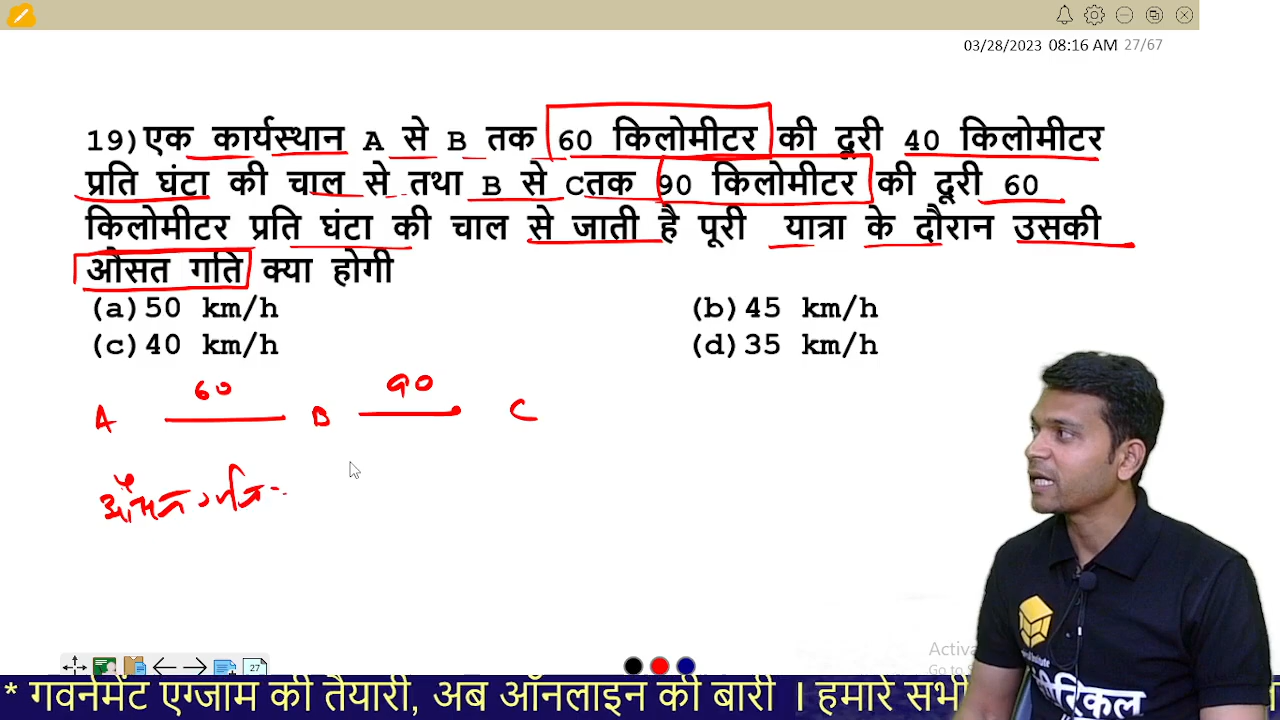 03/28/2023 08:16 AM 27/67
19)एक कार्यस्थान A से B तक 60 किलोमीटर की दूरी 40 किलोमीटर
प्रति घंटा की चाल से तथा B से Cतक 90 किलोमीटर की दूरी 60
किलोमीटर प्रति घंटा की चाल से जाती है पूरी यात्रा के दौरान उसकी
औसत गति क्या होगी
(a)50 km/h (b)45 km/h
(c)40 km/h (d)35 km/h
60 90
A B C
औसत गति =
27
* गवर्नमेंट एग्जाम की तैयारी, अब ऑनलाइन की बारी । हमारे सभी